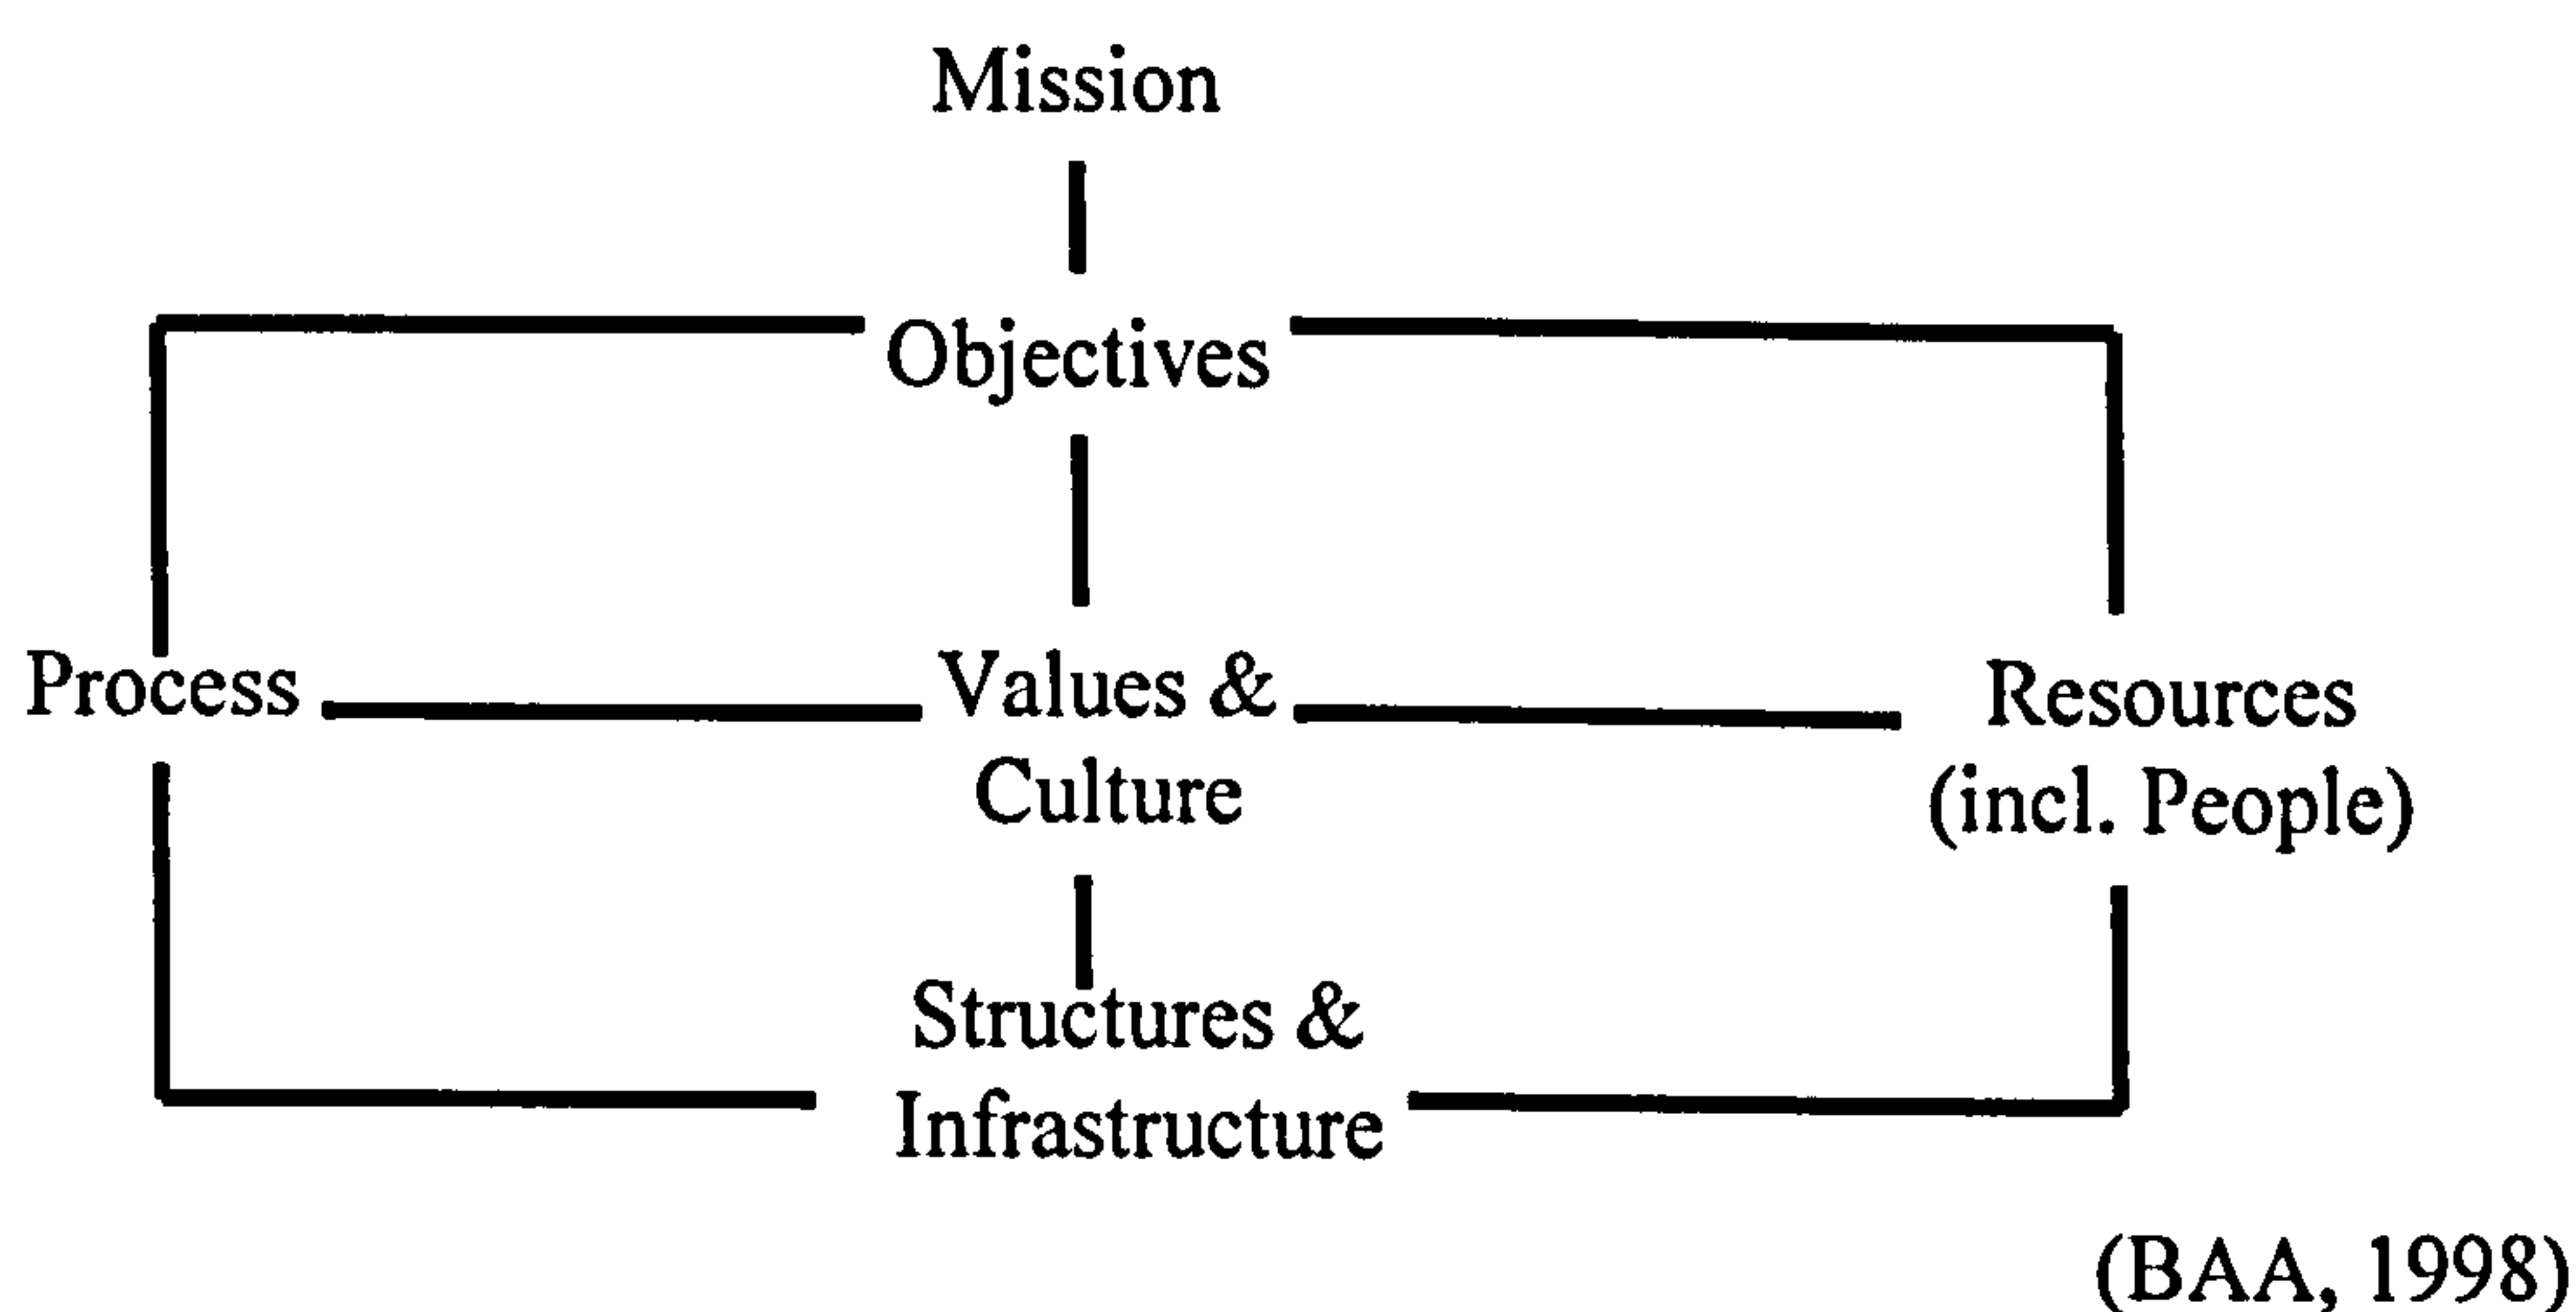 Mission
Objectives
Process
Values &
Culture
Resources
(incl. People)
Structures &
Infrastructure
(BAA, 1998)